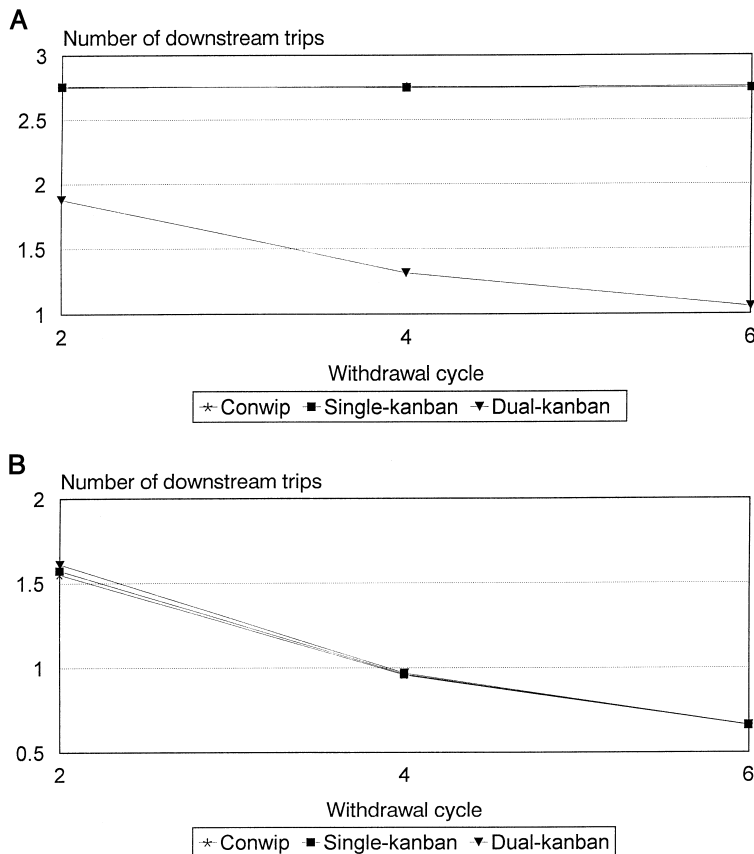 A
Number of downstream trips
3
2.5
2
1.5
1
2 4 6
Withdrawal cycle
Conwip Single-kanban Dual-kanban
B
Number of downstream trips
2
1.5
1
0.5
2 4 6
Withdrawal cycle
Conwip Single-kanban Dual-kanban